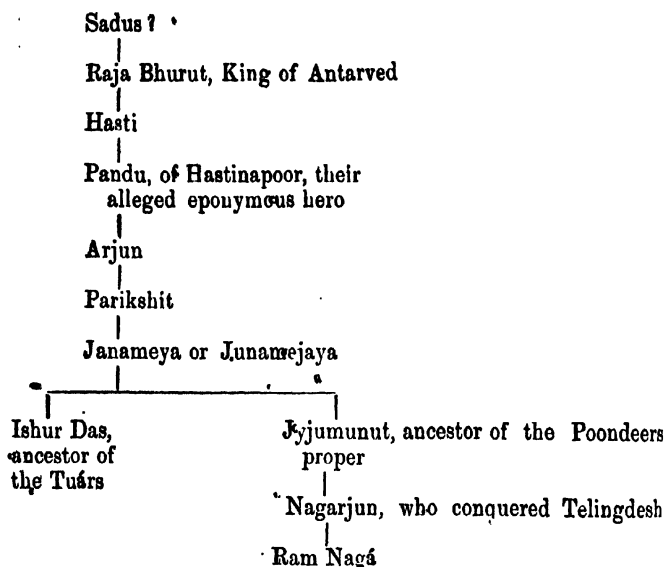 Sadus ?
Raja Bhurut, King of Antarved
Hasti
Pandu, of Hastinapoor, their
alleged eponymous hero
Arjun
Parikshit
Janameya or Junamejaya
Ishur Das,
ancestor of
the Tuárs
Jyjumunut, ancestor of the Poondeers
proper
Nagarjun, who conquered Telingdesh
Ram Nagá